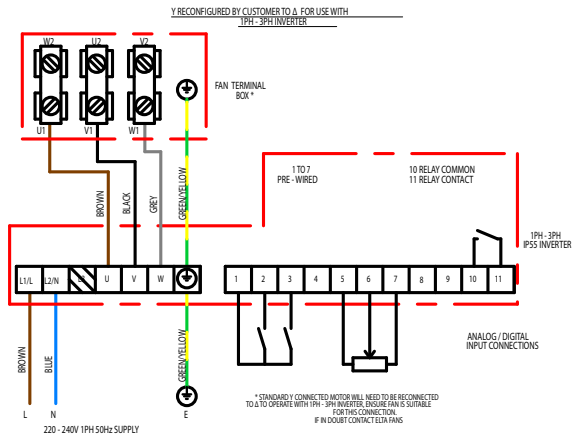 Y RECONFIGURED BY CUSTOMER TO Δ FOR USE WITH
1PH - 3PH INVERTER
W2 U2 V2
FAN TERMINAL
BOX *
U1 V1 W1
1 TO 7
PRE - WIRED
10 RELAY COMMON
11 RELAY CONTACT
BROWN
BLACK
GREY
GREEN/YELLOW
1PH - 3PH
IP55 INVERTER
L1/L L2/N L3 U V W
1 2 3 4 5 6 7 8 9 10 11
BROWN
BLUE
GREEN/YELLOW
ANALOG / DIGITAL
INPUT CONNECTIONS
L N E
220 - 240V 1PH 50Hz SUPPLY
* STANDARD Y CONNECTED MOTOR WILL NEED TO BE RECONNECTED
TO Δ TO OPERATE WITH 1PH - 3PH INVERTER, ENSURE FAN IS SUITABLE
FOR THIS CONNECTION.
IF IN DOUBT CONTACT ELTA FANS